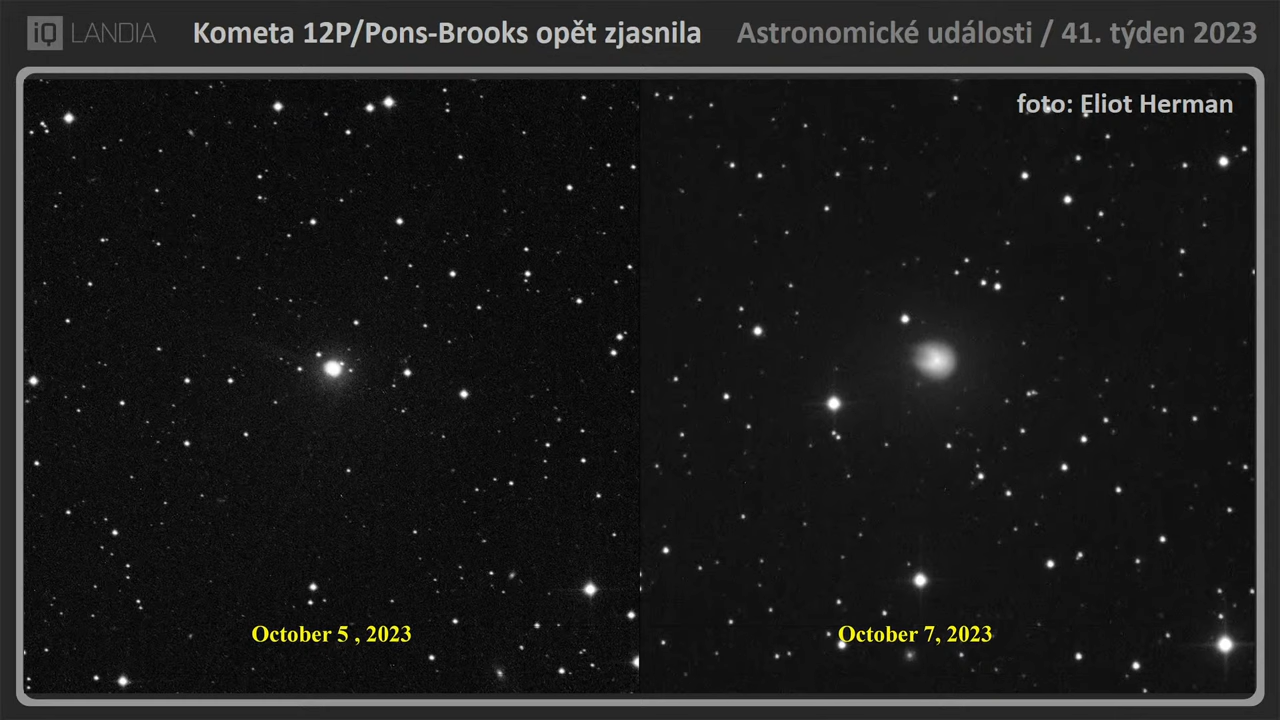 iQ LANDIA
Kometa 12P/Pons-Brooks opět zjasnila
Astronomické události / 41. týden 2023
foto: Eliot Herman
October 5 , 2023
October 7, 2023